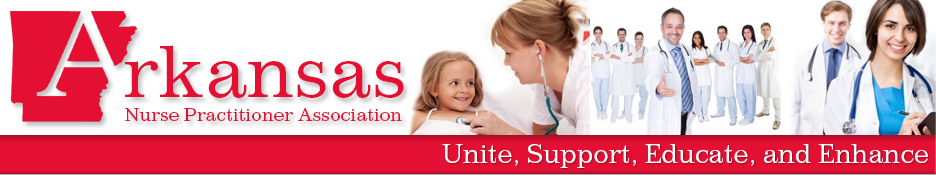 Arkansas
Nurse Practitioner Association
Unite, Support, Educate, and Enhance